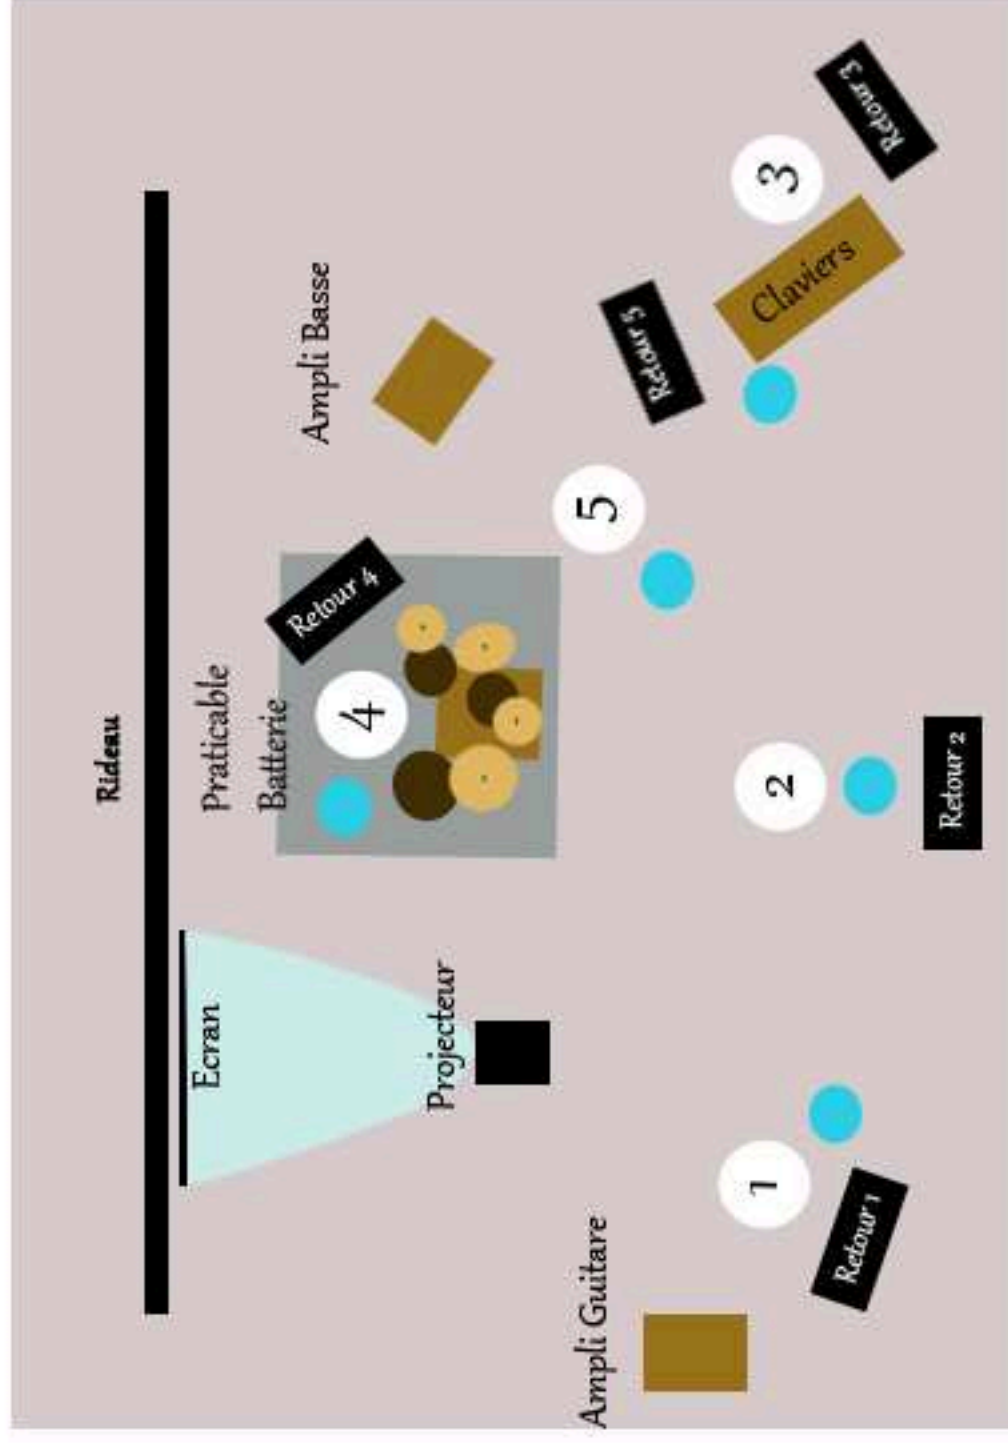 Rideau
Ecran
Praticable
Batterie
Retour 4
4
Ampli Basse
Projecteur
Ampli Guitare
5
Retour 5
1
2
3
Claviers
Retour 3
Retour 1
Retour 2